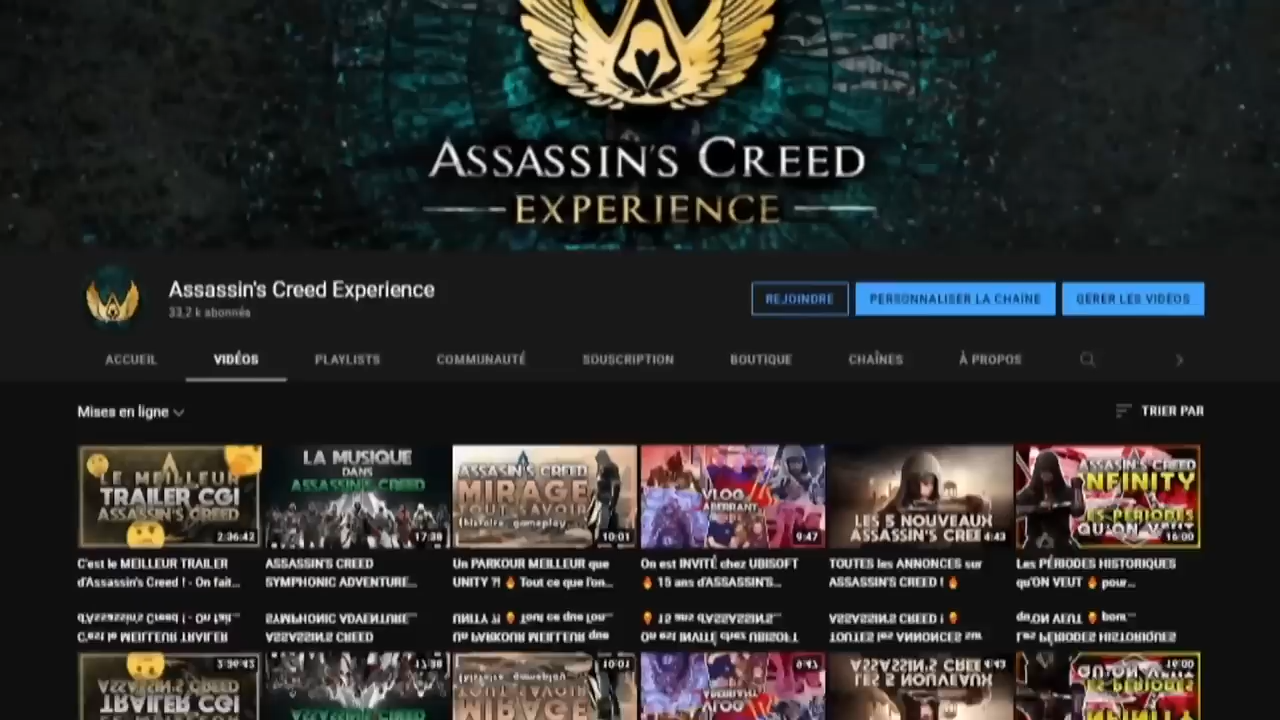 ASSASSIN'S CREED
EXPERIENCE
Assassin's Creed Experience
33,2 k abonnés
REJOINDRE
PERSONNALISER LA CHAÎNE
GÉRER LES VIDÉOS
ACCUEIL
VIDÉOS
PLAYLISTS
COMMUNAUTÉ
SOUSCRIPTION
BOUTIQUE
CHAÎNES
À PROPOS
Mises en ligne
TRIER PAR
LE MEILLEUR
TRAILER CGI
ASSASSIN'S CREED
2:36:42
LA MUSIQUE
DANS
ASSASSIN'S CREED
17:38
ASSASSIN'S CREED
MIRAGE
TOUT SAVOIR
(histoire, gameplay,
10:01
VLOG
ABERRANT
9:47
LES 5 NOUVEAUX
ASSASSIN'S CREE
4:43
ASSASSIN'S CREED
INFINITY
LES PÉRIODES
QU'ON VEUT
16:00
C'est le MEILLEUR TRAILER
d'Assassin's Creed ! - On fait...
ASSASSIN'S CREED
SYMPHONIC ADVENTURE...
Un PARKOUR MEILLEUR que
UNITY ?! 🔥 Tout ce que l'on...
On est INVITÉ chez UBISOFT
🔥 15 ans d'ASSASSIN'S...
TOUTES les ANNONCES sur
ASSASSIN'S CREED ! 🔥
Les PÉRIODES HISTORIQUES
qu'ON VEUT 🔥 pour...